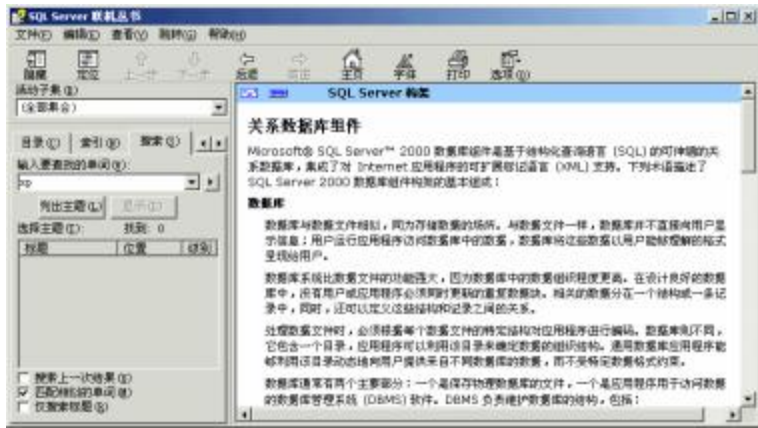 SQL Server 联机丛书
文件(F) 编辑(E) 查看(V) 跳转(G) 帮助(H)
隐藏 定位 上一步 下一步 后退 前进 主页 字体 打印 选项(O)
活动子集(B)
(全部集合)
目录(C) 索引(N) 搜索(S)
输入要查找的单词(W):
xp
列出主题(L) 显示(D)
选择主题(T): 找到: 0
标题 位置 级别
搜索上一次结果(U)
匹配相似的单词(M)
仅搜索标题(R)
SQL Server 构架
关系数据库组件
Microsoft® SQL Server™ 2000 数据库组件是基于结构化查询语言 (SQL) 的可伸缩的关
系数据库，集成了对 Internet 应用程序的可扩展标记语言 (XML) 支持。下列术语描述了
SQL Server 2000 数据库组件构架的基本组成：
数据库
数据库与数据文件相似，同为存储数据的场所。与数据文件一样，数据库并不直接向用户显
示信息；用户运行应用程序访问数据库中的数据，数据库将这些数据以用户能够理解的格式
呈现给用户。
数据库系统比数据文件的功能强大，因为数据库中的数据组织程度更高。在设计良好的数据
库中，没有用户或应用程序必须同时更新的重复数据块。相关的数据分在一个结构或一条记
录中，同时，还可以定义这些结构和记录之间的关系。
处理数据文件时，必须根据每个数据文件的特定结构对应用程序进行编码。数据库则不同，
它包含一个目录，应用程序可以利用该目录来确定数据的组织结构。通用数据库应用程序能
够利用该目录动态地向用户提供来自不同数据库的数据，而不受特定数据格式约束。
数据库通常有两个主要部分：一个是保存物理数据库的文件，一个是应用程序用于访问数据
的数据库管理系统 (DBMS) 软件。DBMS 负责维护数据库的结构，包括：